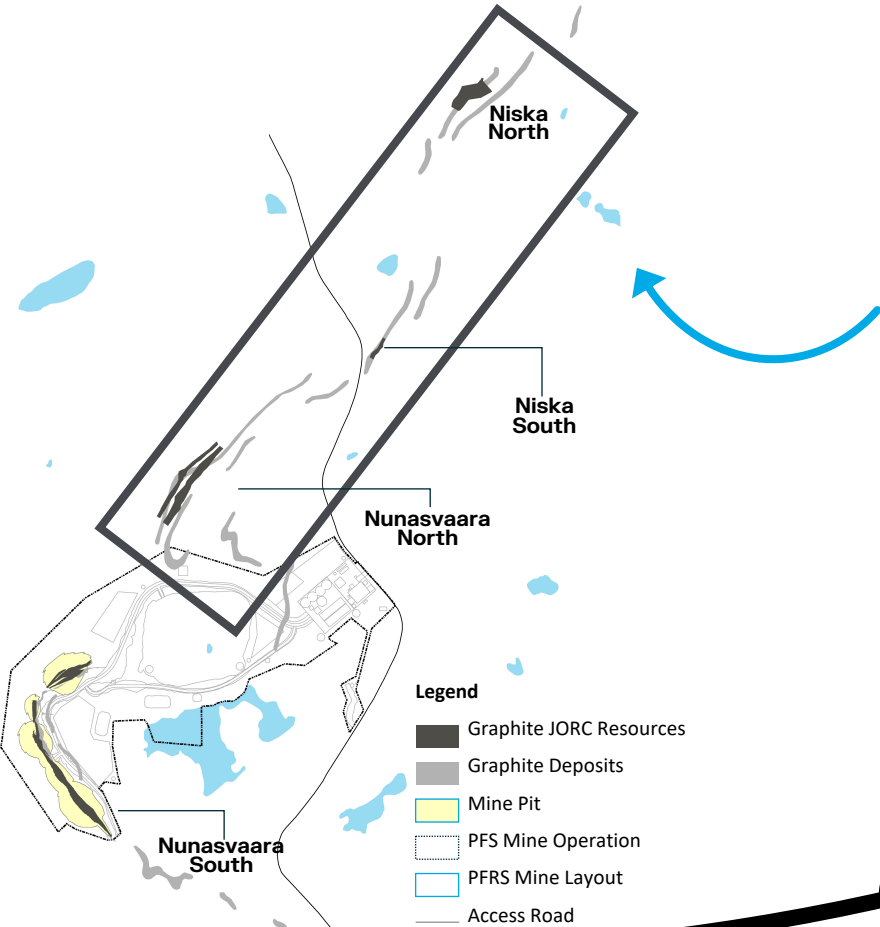 Niska
North
Niska
South
Nunasvaara
North
Nunasvaara
South
Legend
Graphite JORC Resources
Graphite Deposits
Mine Pit
PFS Mine Operation
PFRS Mine Layout
Access Road